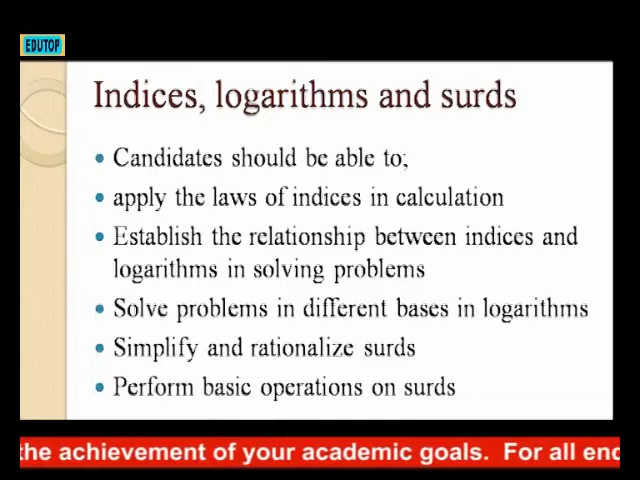 EDUTOP
Indices, logarithms and surds
• Candidates should be able to;
• apply the laws of indices in calculation
• Establish the relationship between indices and
logarithms in solving problems
• Solve problems in different bases in logarithms
• Simplify and rationalize surds
• Perform basic operations on surds
the achievement of your academic goals. For all